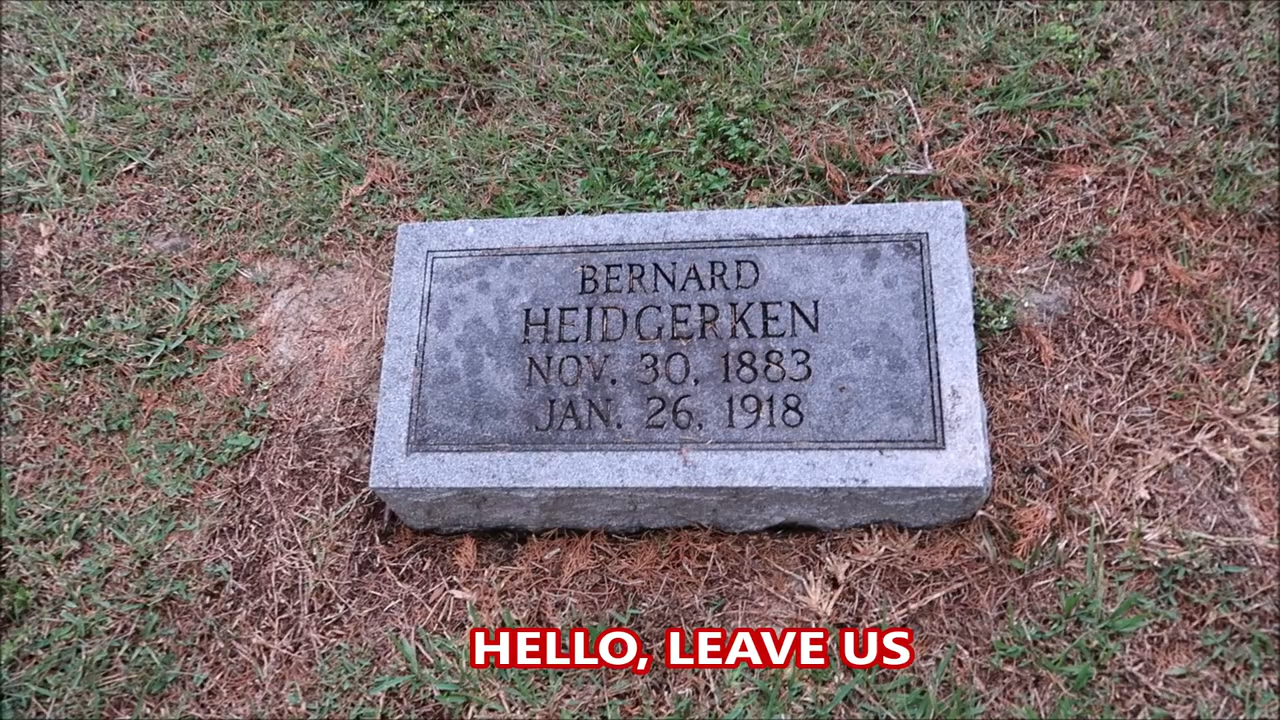 BERNARD
HEIDGERKEN
NOV. 30, 1883
JAN. 26, 1918
HELLO, LEAVE US